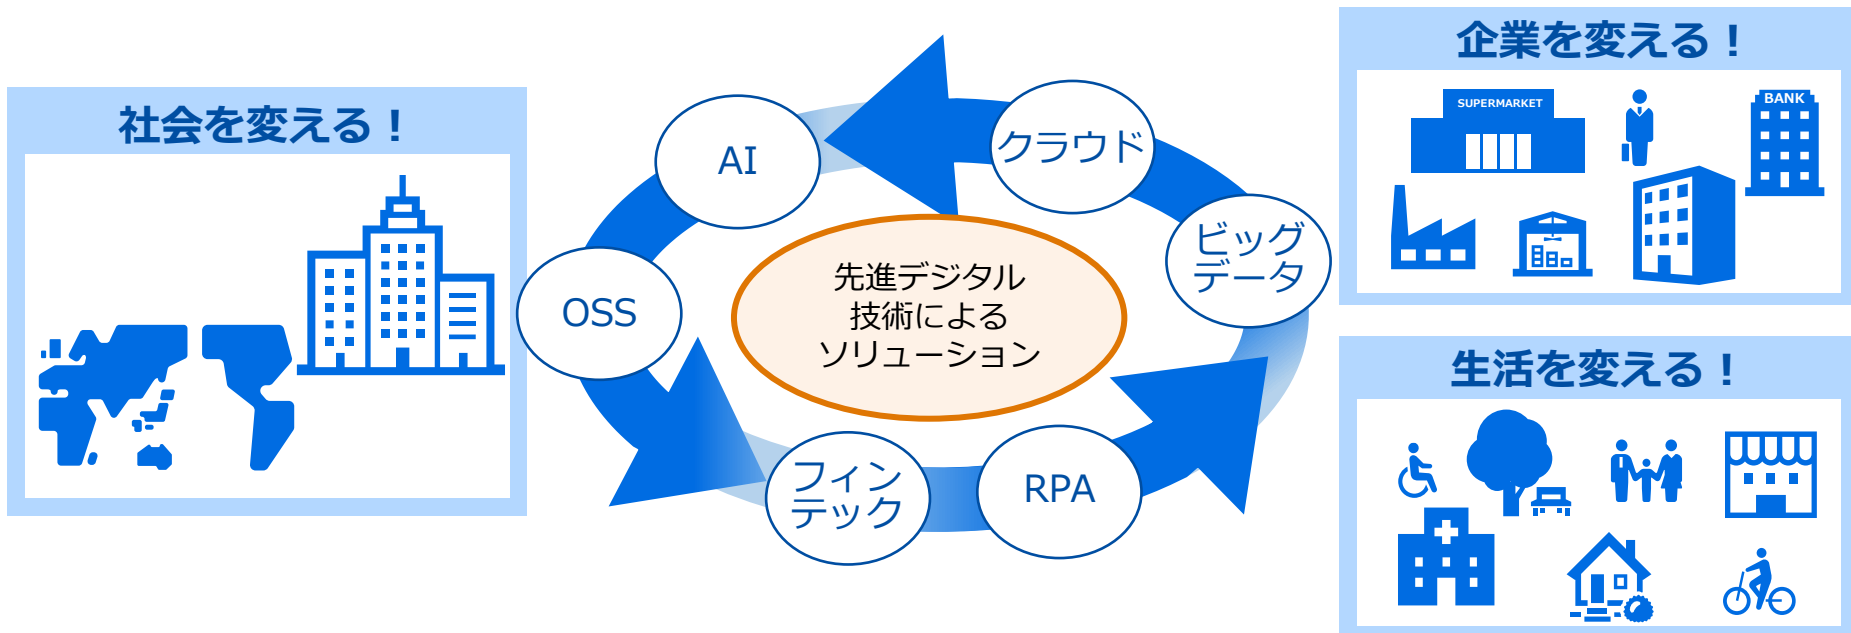 社会を変える！
AI
OSS
クラウド
ビッグ
データ
先進デジタル
技術による
ソリューション
フィン
テック
RPA
企業を変える！
SUPERMARKET
BANK
生活を変える！